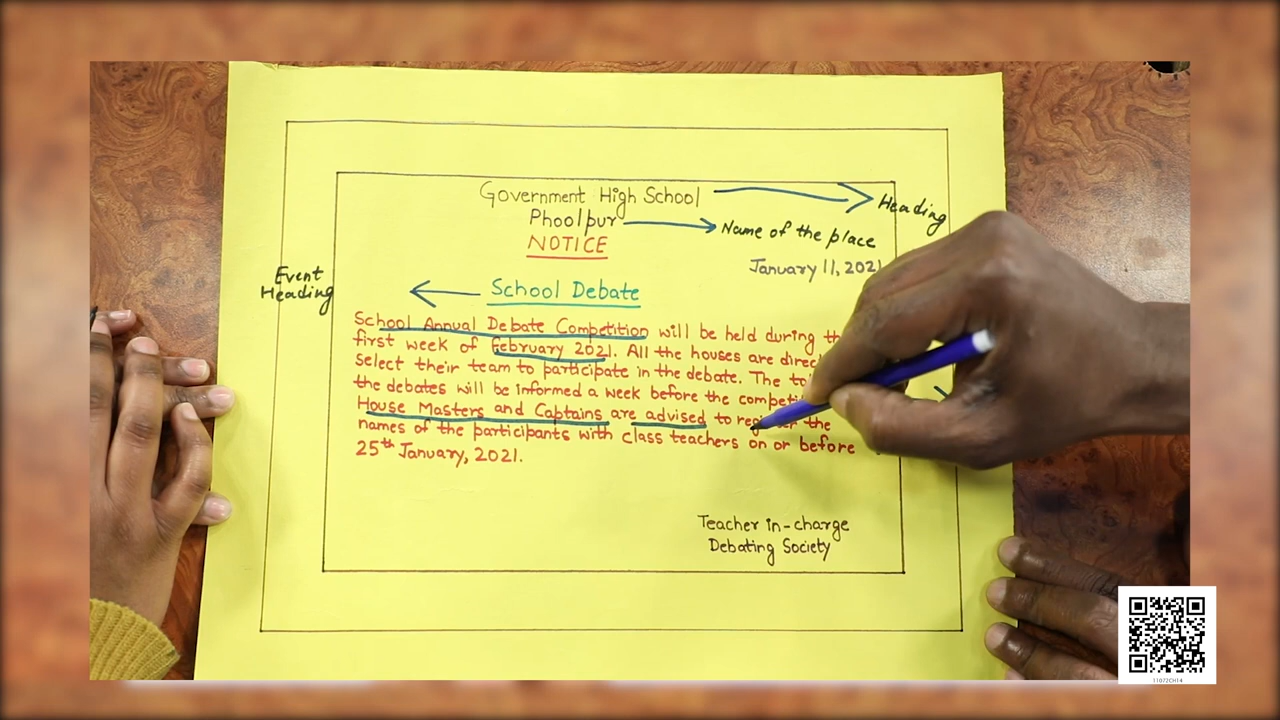 Government High School
Heading
Phoolpur
Name of the place
NOTICE
January 11, 2021
Event
Heading
School Debate
School Annual Debate Competition will be held during
first week of February 2021. All the houses are
select their team to participate in the debate. The
the debates will be informed a week before the
House Masters and Captains are advised to the
names of the participants with class teachers on or before
25th January, 2021.
Teacher in-charge
Debating Society
11072CH14